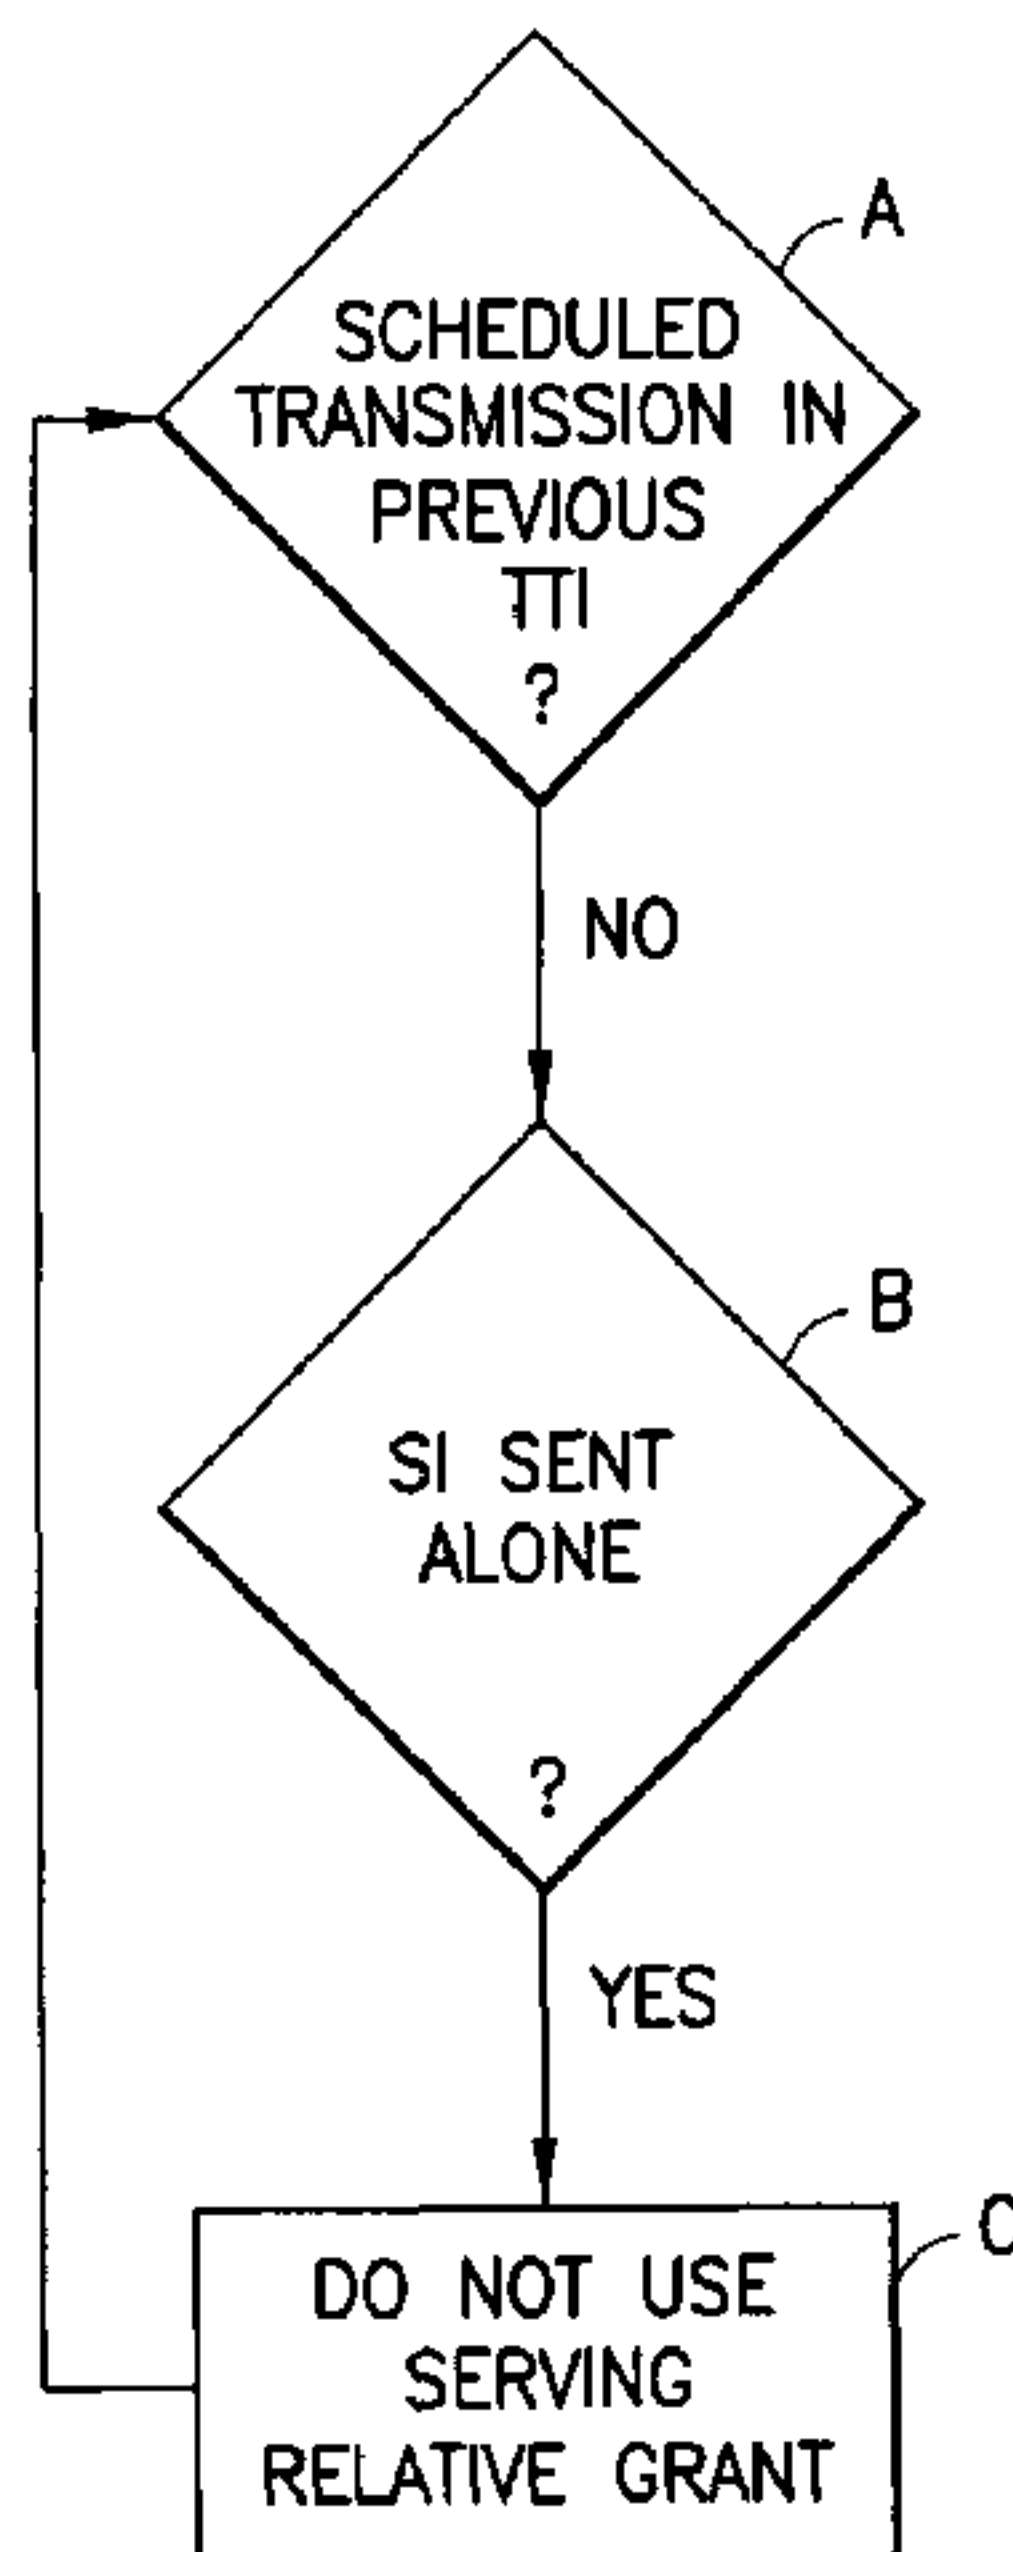 A
SCHEDULED
TRANSMISSION IN
PREVIOUS
TTI
?
NO
B
SI SENT
ALONE
?
YES
DO NOT USE
SERVING
RELATIVE GRANT